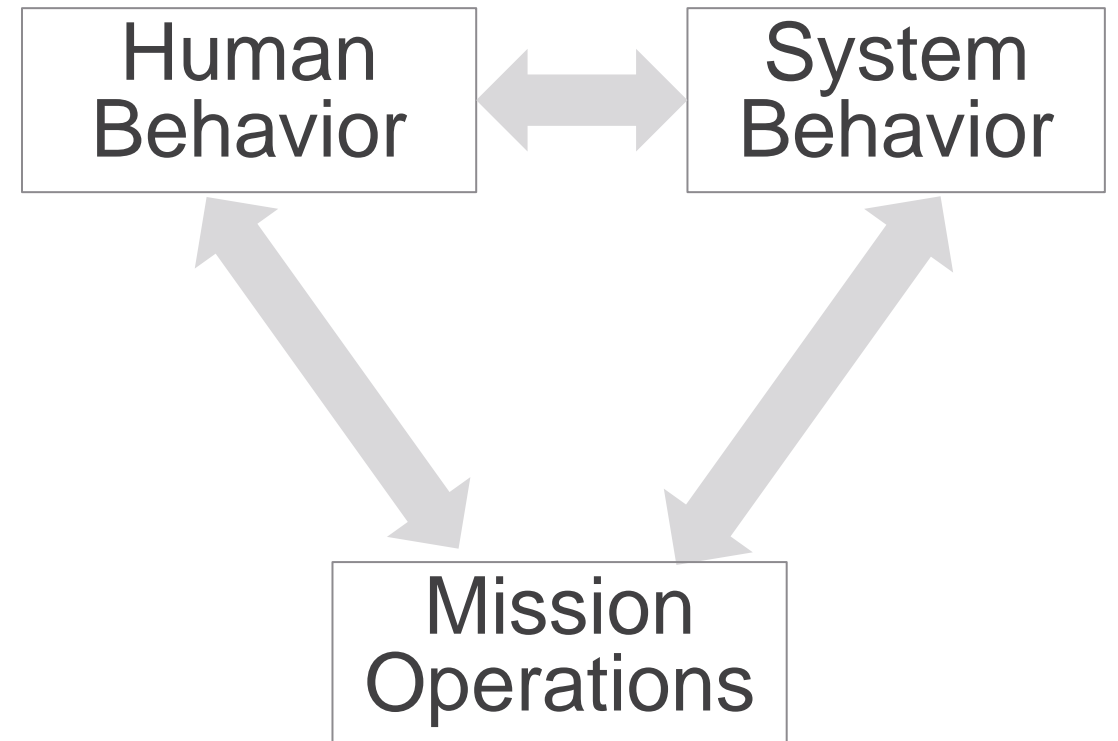 Human
Behavior
System
Behavior
Mission
Operations